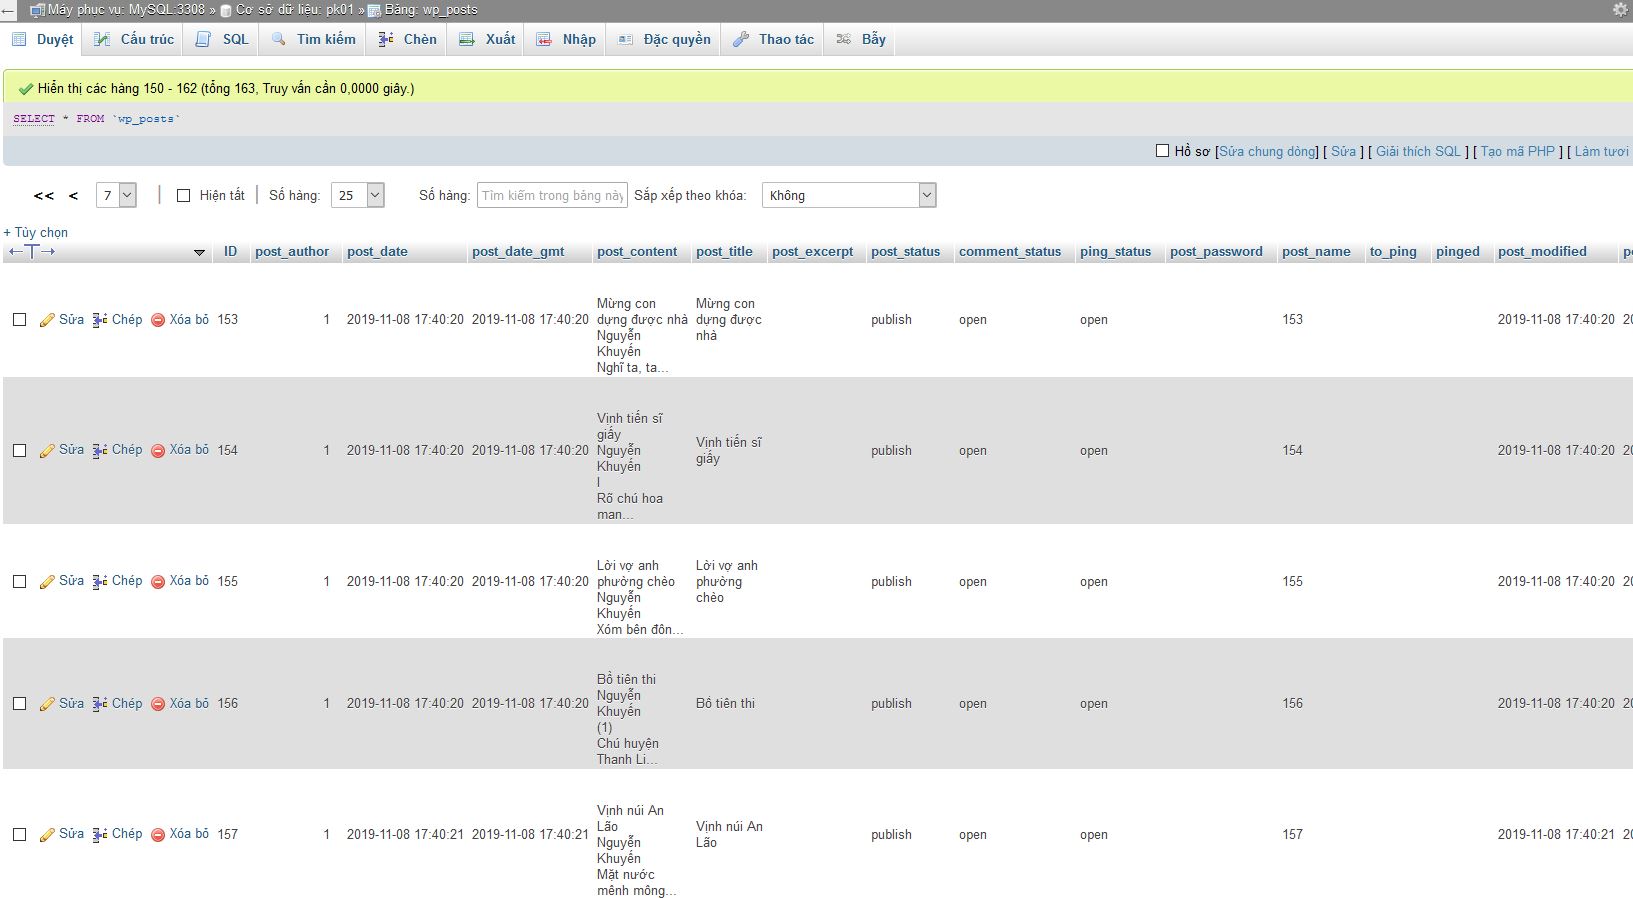 Máy phục vụ: MySQL:3308 » Cơ sở dữ liệu: pk01 » Bảng: wp_posts
Duyệt Cấu trúc SQL Tìm kiếm Chèn Xuất Nhập Đặc quyền Thao tác Bẫy
Hiển thị các hàng 150 - 162 (tổng 163, Truy vấn cần 0,0000 giây.)
SELECT * FROM `wp_posts`
Hồ sơ [Sửa chung dòng] [ Sửa ] [ Giải thích SQL ] [ Tạo mã PHP ] [ Làm tươi
<< < 7 | Hiện tất | Số hàng: 25 Số hàng: Tìm kiếm trong bảng này Sắp xếp theo khóa: Không
+ Tùy chọn
←T→ ID post_author post_date post_date_gmt post_content post_title post_excerpt post_status comment_status ping_status post_password post_name to_ping pinged post_modified p
Mừng con
dựng được nhà
Nguyễn
Khuyến
Nghĩ ta, ta...
Mừng con
dựng được
nhà
Sửa Chép Xóa bỏ 153 1 2019-11-08 17:40:20 2019-11-08 17:40:20 publish open open 153 2019-11-08 17:40:20 20
Vịnh tiến sĩ
giấy
Nguyễn
Khuyến
I
Rõ chú hoa
man...
Vịnh tiến sĩ
giấy
Sửa Chép Xóa bỏ 154 1 2019-11-08 17:40:20 2019-11-08 17:40:20 publish open open 154 2019-11-08 17:40:20 20
Lời vợ anh
phường chèo
Nguyễn
Khuyến
Xóm bên đôn...
Lời vợ anh
phường
chèo
Sửa Chép Xóa bỏ 155 1 2019-11-08 17:40:20 2019-11-08 17:40:20 publish open open 155 2019-11-08 17:40:20 20
Bồ tiên thi
Nguyễn
Khuyến
(1)
Chú huyện
Thanh Li...
Bồ tiên thi
Sửa Chép Xóa bỏ 156 1 2019-11-08 17:40:20 2019-11-08 17:40:20 publish open open 156 2019-11-08 17:40:20 20
Vịnh núi An
Lão
Nguyễn
Khuyến
Mặt nước
mênh mông...
Vịnh núi An
Lão
Sửa Chép Xóa bỏ 157 1 2019-11-08 17:40:21 2019-11-08 17:40:21 publish open open 157 2019-11-08 17:40:21 20